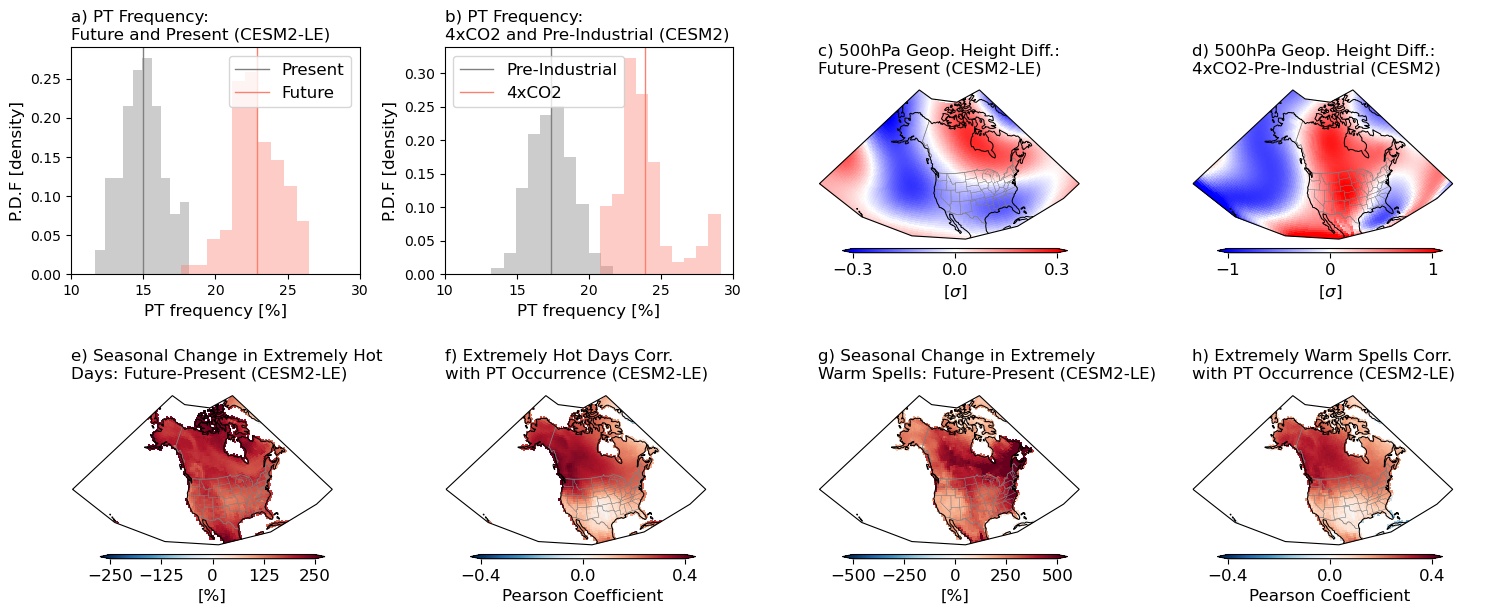 a) PT Frequency:
Future and Present (CESM2-LE)
P.D.F [density]
0.25
0.20
0.15
0.10
0.05
0.00
Present
Future
10
15
20
25
30
PT frequency [%]
b) PT Frequency:
4xCO2 and Pre-Industrial (CESM2)
P.D.F [density]
0.30
0.25
0.20
0.15
0.10
0.05
0.00
Pre-Industrial
4xCO2
10
15
20
25
30
PT frequency [%]
c) 500hPa Geop. Height Diff.:
Future-Present (CESM2-LE)
−0.3
0.0
0.3
[σ]
d) 500hPa Geop. Height Diff.:
4xCO2-Pre-Industrial (CESM2)
−1
0
1
[σ]
e) Seasonal Change in Extremely Hot
Days: Future-Present (CESM2-LE)
−250
−125
0
125
250
[%]
f) Extremely Hot Days Corr.
with PT Occurrence (CESM2-LE)
−0.4
0.0
0.4
Pearson Coefficient
g) Seasonal Change in Extremely
Warm Spells: Future-Present (CESM2-LE)
−500
−250
0
250
500
[%]
h) Extremely Warm Spells Corr.
with PT Occurrence (CESM2-LE)
−0.4
0.0
0.4
Pearson Coefficient